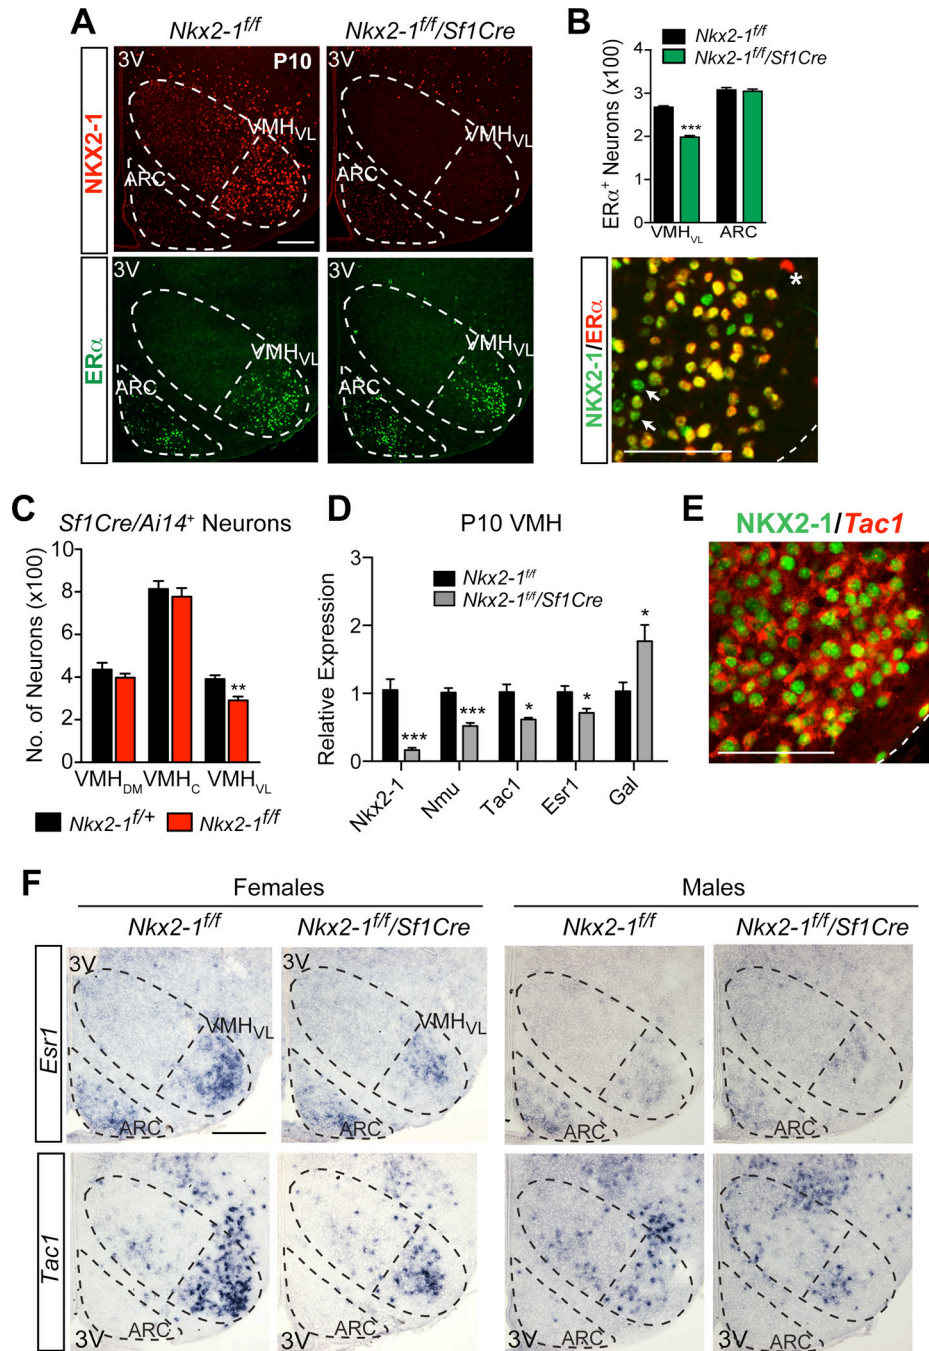 A
Nkx2-1f/f
Nkx2-1f/f/Sf1Cre
NKX2-1
3V
P10
VMHVL
ARC
3V
VMHVL
ARC
ERα
3V
VMHVL
ARC
3V
VMHVL
ARC
B
Nkx2-1f/f
Nkx2-1f/f/Sf1Cre
ERα+ Neurons (x100)
4
3
2
1
0
***
VMHVL
ARC
NKX2-1/ERα
*
C
Sf1Cre/Ai14+ Neurons
No. of Neurons (x100)
10
8
6
4
2
0
**
VMHDM
VMHC
VMHVL
Nkx2-1f/+
Nkx2-1f/f
D
P10 VMH
Relative Expression
3
2
1
0
Nkx2-1f/f
Nkx2-1f/f/Sf1Cre
***
***
*
*
*
Nkx2-1
Nmu
Tac1
Esr1
Gal
E
NKX2-1/Tac1
F
Females
Males
Nkx2-1f/f
Nkx2-1f/f/Sf1Cre
Nkx2-1f/f
Nkx2-1f/f/Sf1Cre
Esr1
3V
VMHVL
ARC
3V
VMHVL
ARC
ARC
ARC
Tac1
3V
ARC
3V
ARC
3V
ARC
3V
ARC